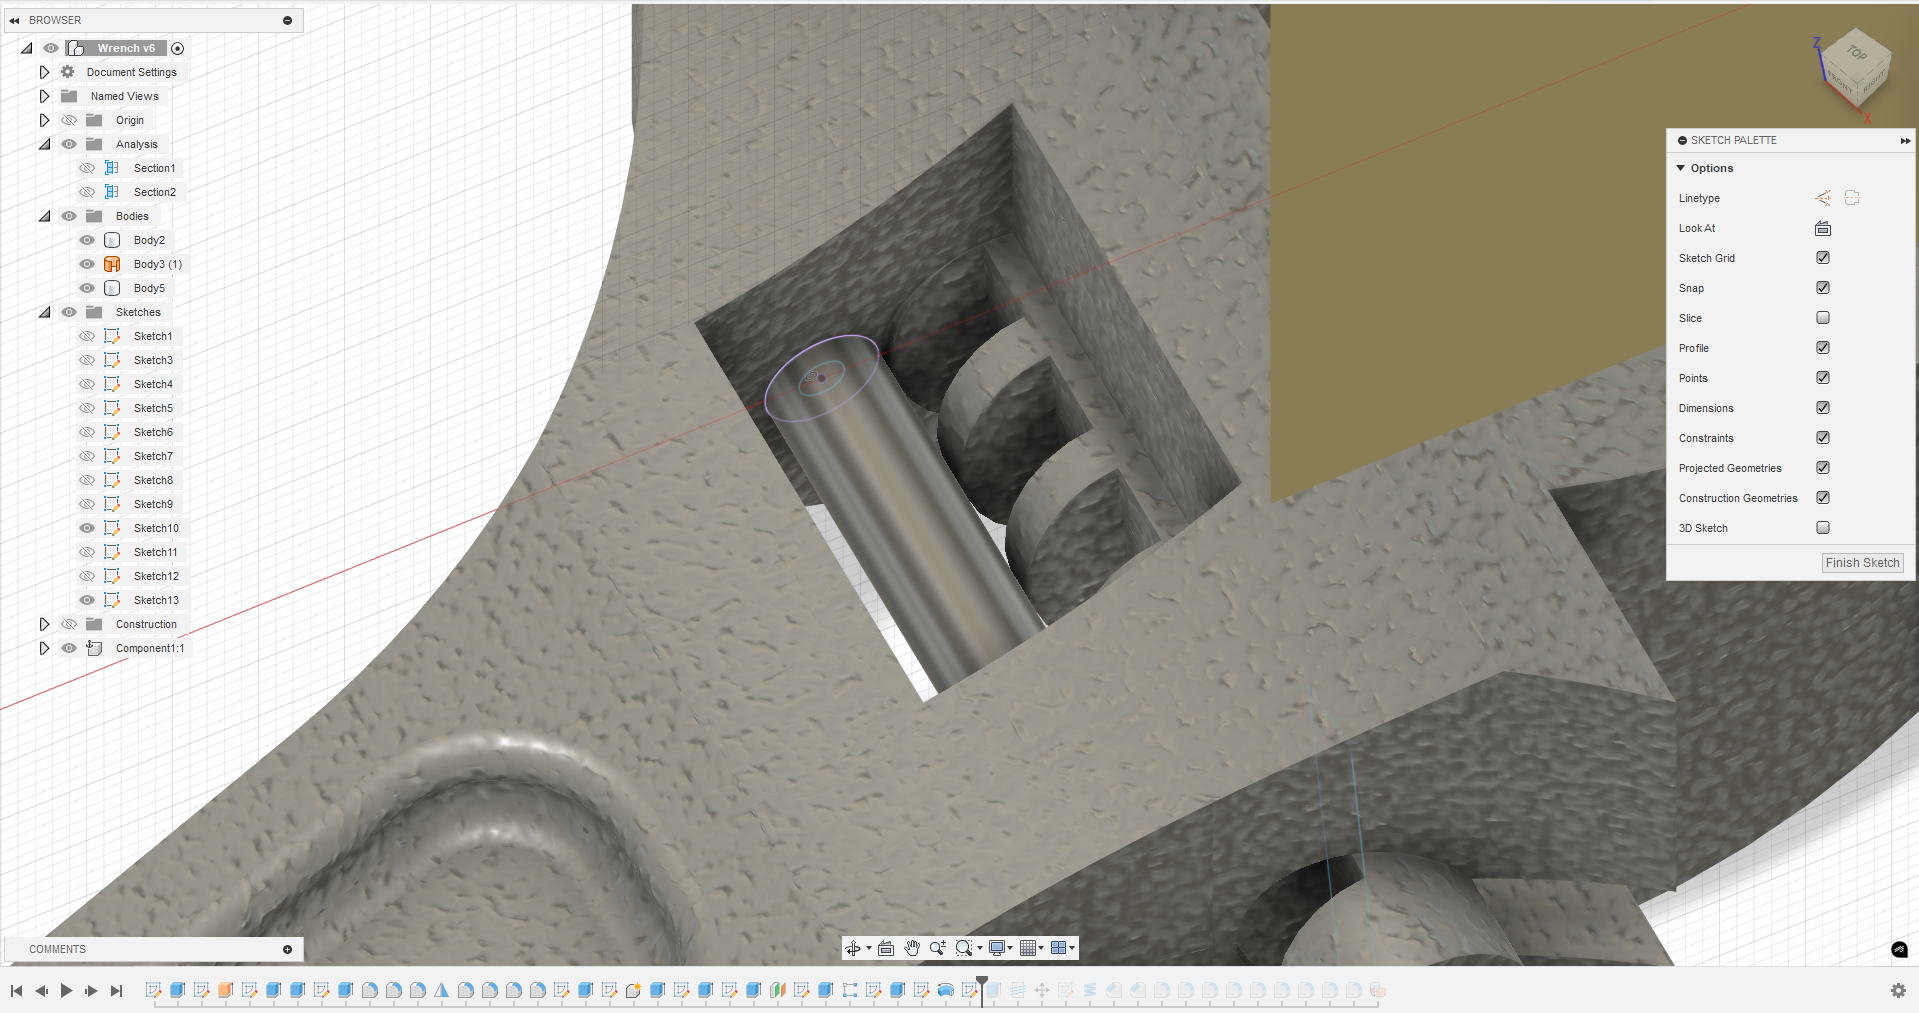 BROWSER
Wrench v6
Document Settings
Named Views
Origin
Analysis
Section1
Section2
Bodies
Body2
Body3 (1)
Body5
Sketches
Sketch1
Sketch3
Sketch4
Sketch5
Sketch6
Sketch7
Sketch8
Sketch9
Sketch10
Sketch11
Sketch12
Sketch13
Construction
Component1:1
Z
TOP
FRONT
RIGHT
X
SKETCH PALETTE
Options
Linetype
Look At
Sketch Grid
Snap
Slice
Profile
Points
Dimensions
Constraints
Projected Geometries
Construction Geometries
3D Sketch
Finish Sketch
COMMENTS